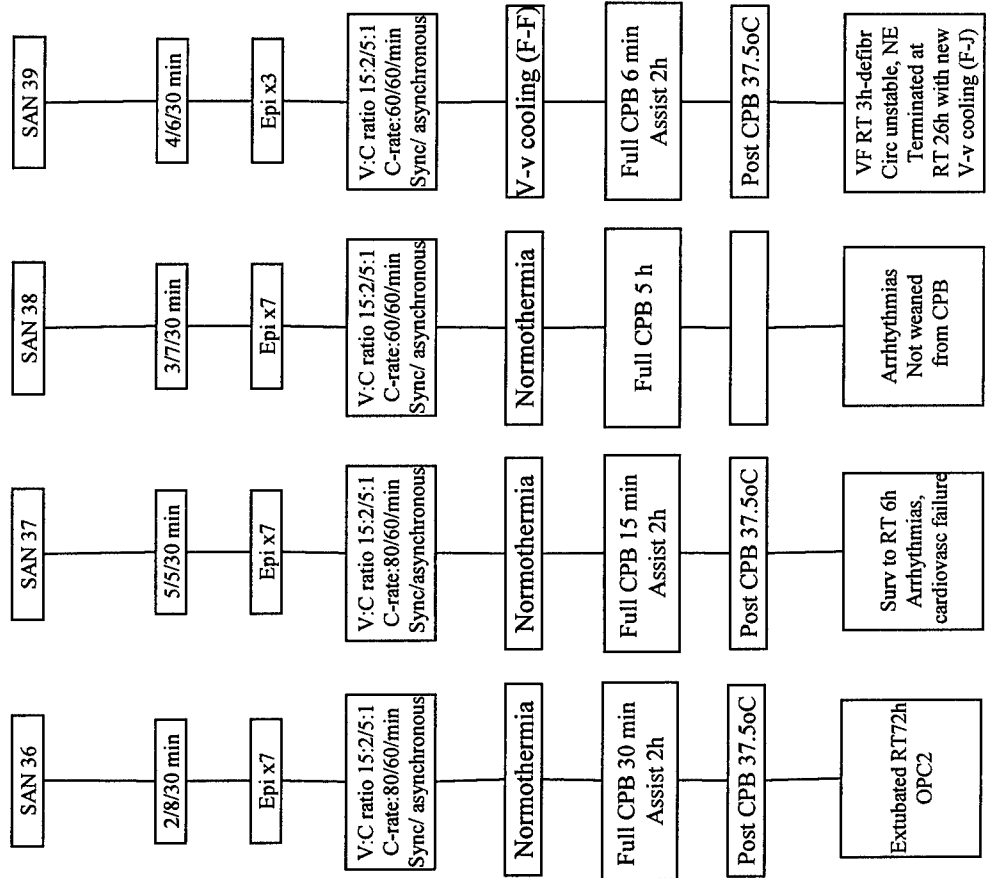 SAN 36
2/8/30 min
Epi x7
V:C ratio 15:2/5:1
C-rate:80/60/min
Sync/ asynchronous
Normothermia
Full CPB 30 min
Assist 2h
Post CPB 37.5oC
Extubated RT72h
OPC2
SAN 37
5/5/30 min
Epi x7
V:C ratio 15:2/5:1
C-rate:80/60/min
Sync/asynchronous
Normothermia
Full CPB 15 min
Assist 2h
Post CPB 37.5oC
Surv to RT 6h
Arrhythmias,
cardiovasc failure
SAN 38
3/7/30 min
Epi x7
V:C ratio 15:2/5:1
C-rate:60/60/min
Sync/ asynchronous
Normothermia
Full CPB 5 h
Arrhtythmias
Not weaned
from CPB
SAN 39
4/6/30 min
Epi x3
V:C ratio 15:2/5:1
C-rate:60/60/min
Sync/ asynchronous
V-v cooling (F-F)
Full CPB 6 min
Assist 2h
Post CPB 37.5oC
VF RT 3h-defibr
Circ unstable, NE
Terminated at
RT 26h with new
V-v cooling (F-J)